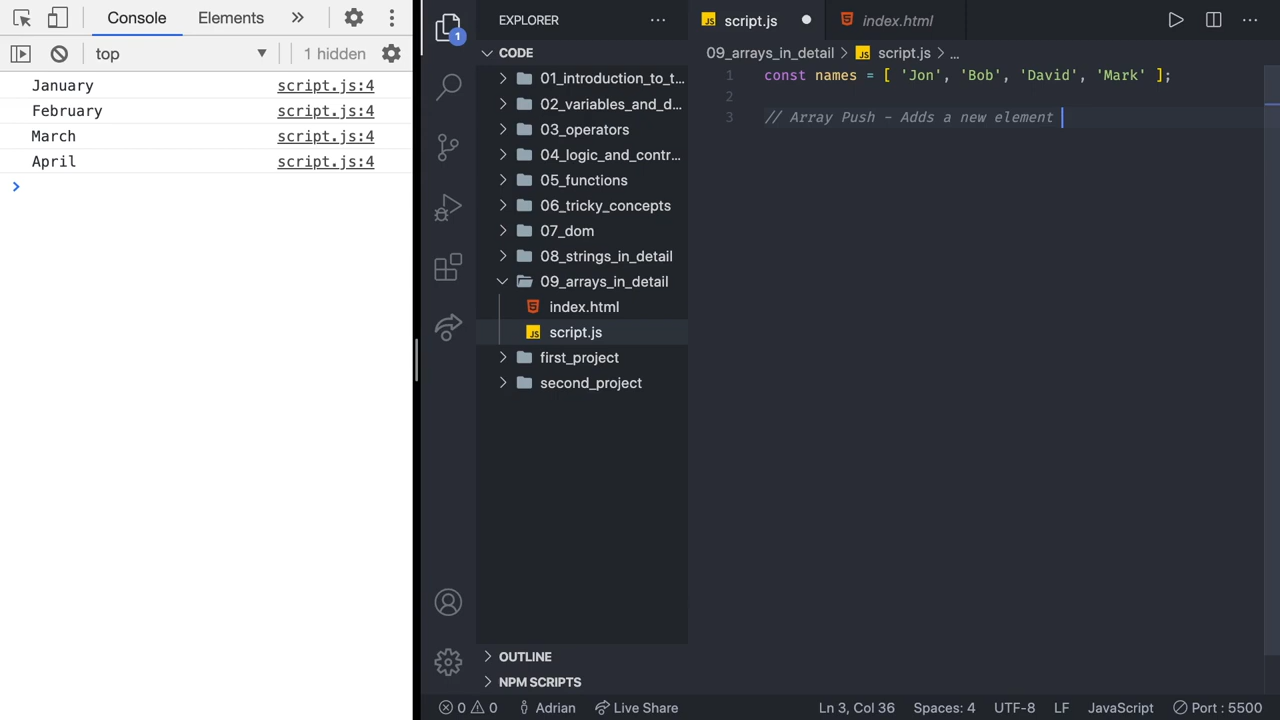 Console Elements
top 1 hidden
January script.js:4
February script.js:4
March script.js:4
April script.js:4
>
1
EXPLORER
CODE
01_introduction_to_t...
02_variables_and_d...
03_operators
04_logic_and_contr...
05_functions
06_tricky_concepts
07_dom
08_strings_in_detail
09_arrays_in_detail
index.html
JS script.js
first_project
second_project
OUTLINE
NPM SCRIPTS
JS script.js index.html
09_arrays_in_detail > JS script.js > ...
1 const names = [ 'Jon', 'Bob', 'David', 'Mark' ];
2
3 // Array Push - Adds a new element
0 0 Adrian Live Share Ln 3, Col 36 Spaces: 4 UTF-8 LF JavaScript Port : 5500